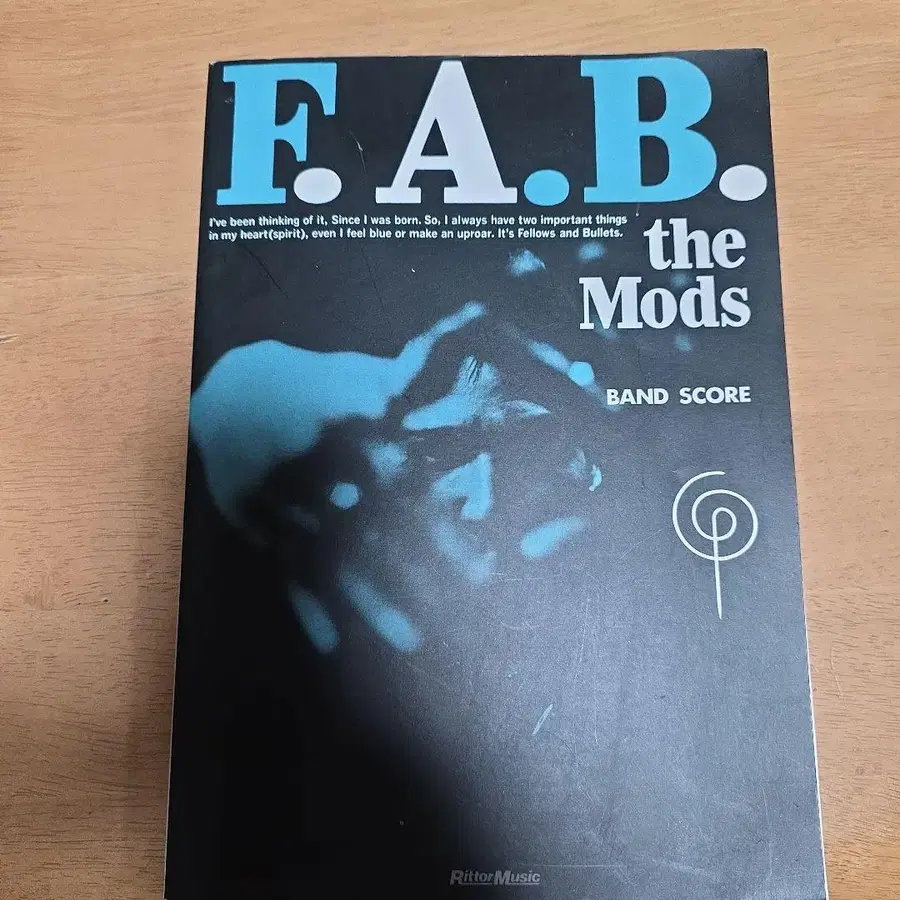 F.A.B.
I've been thinking of it, Since I was born. So, I always have two important things
in my heart(spirit), even I feel blue or make an uproar. It's Fellows and Bullets.
the
Mods
BAND SCORE
RittorMusic